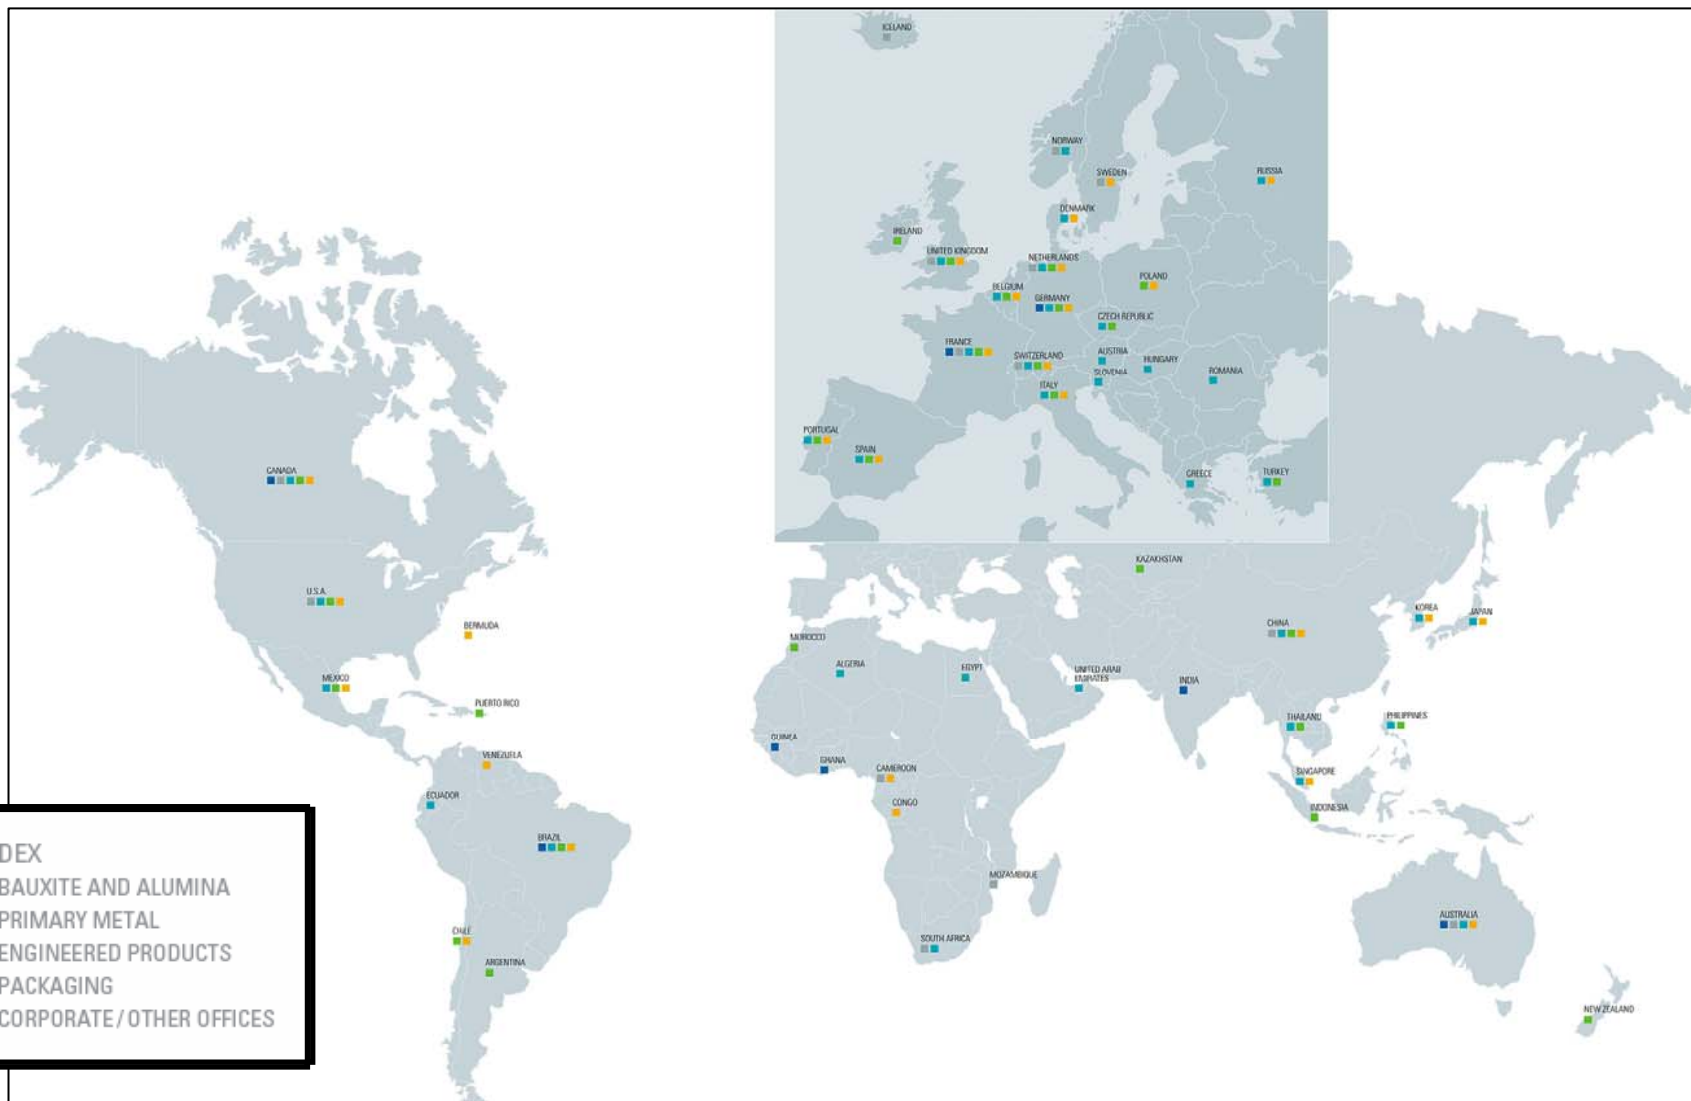 ICELAND
NORWAY
SWEDEN
RUSSIA
DENMARK
IRELAND
UNITED KINGDOM
NETHERLANDS
POLAND
BELGIUM
GERMANY
CZECH REPUBLIC
FRANCE
SWITZERLAND
AUSTRIA
HUNGARY
SLOVENIA
ROMANIA
ITALY
PORTUGAL
SPAIN
GREECE
TURKEY
CANADA
KAZAKHSTAN
U.S.A.
BERMUDA
KOREA
JAPAN
CHINA
MOROCCO
ALGERIA
EGYPT
UNITED ARAB
EMIRATES
INDIA
MEXICO
PUERTO RICO
THAILAND
PHILIPPINES
GUINEA
GHANA
VENEZUELA
CAMEROON
SINGAPORE
ECUADOR
CONGO
INDONESIA
BRAZIL
MOZAMBIQUE
AUSTRALIA
CHILE
SOUTH AFRICA
ARGENTINA
NEW ZEALAND
DEX
BAUXITE AND ALUMINA
PRIMARY METAL
ENGINEERED PRODUCTS
PACKAGING
CORPORATE/OTHER OFFICES